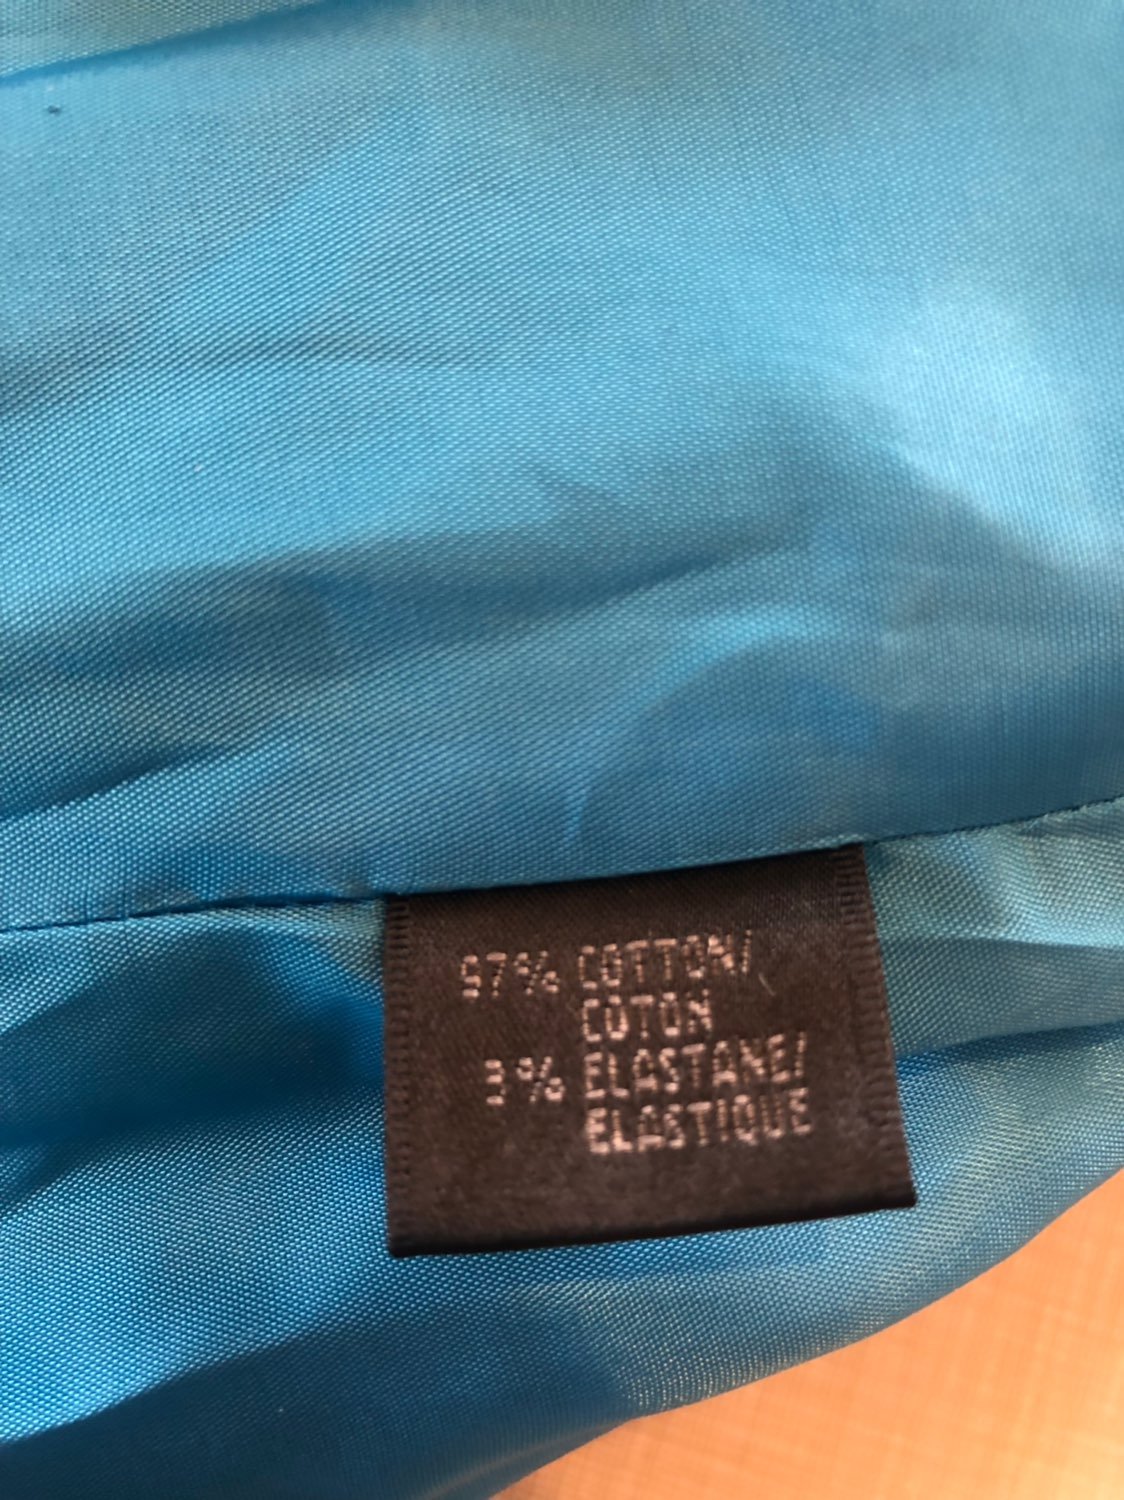 97% COTTON/
COTON
3% ELASTANE/
ELASTIQUE